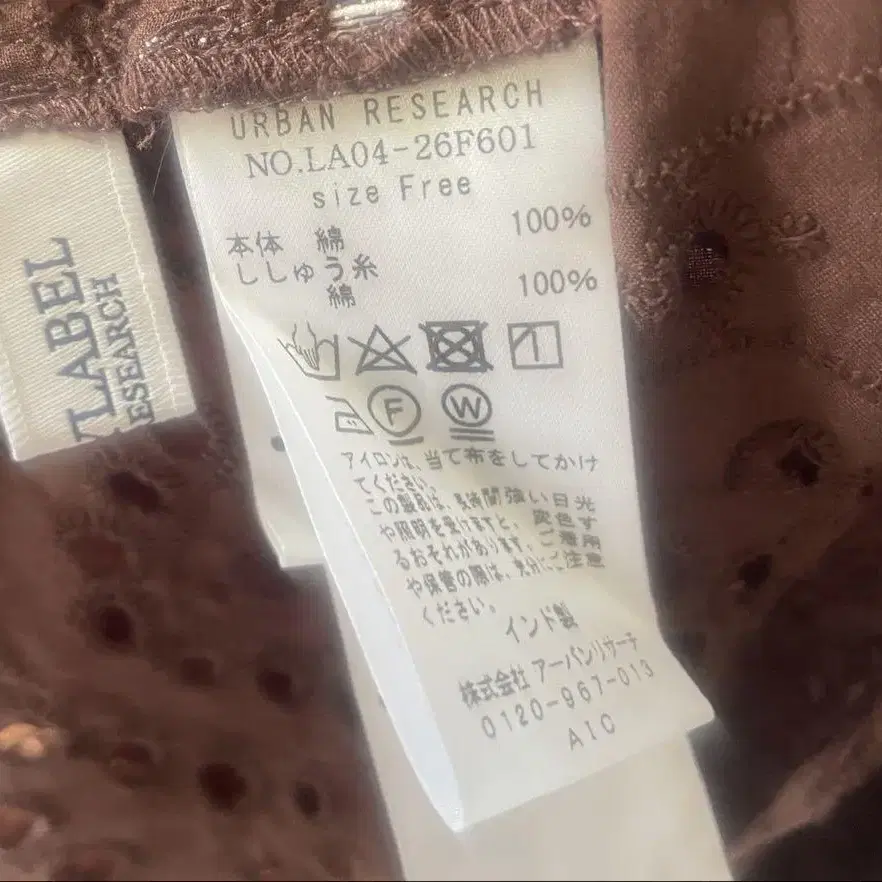 URBAN RESEARCH
NO.LA04-26F601
size Free
本体 綿 100%
ししゅう糸
綿 100%
F W
アイロンは、当て布をしてかけ
てください。
この製品は、長時間強い日光
や照明を受けますと、変色す
るおそれがあります。ご着用
や保管の際は、充分にご注意
ください。
インド製
株式会社 アーバンリサーチ
0120-967-013
AIC
LABEL
ESEARCH